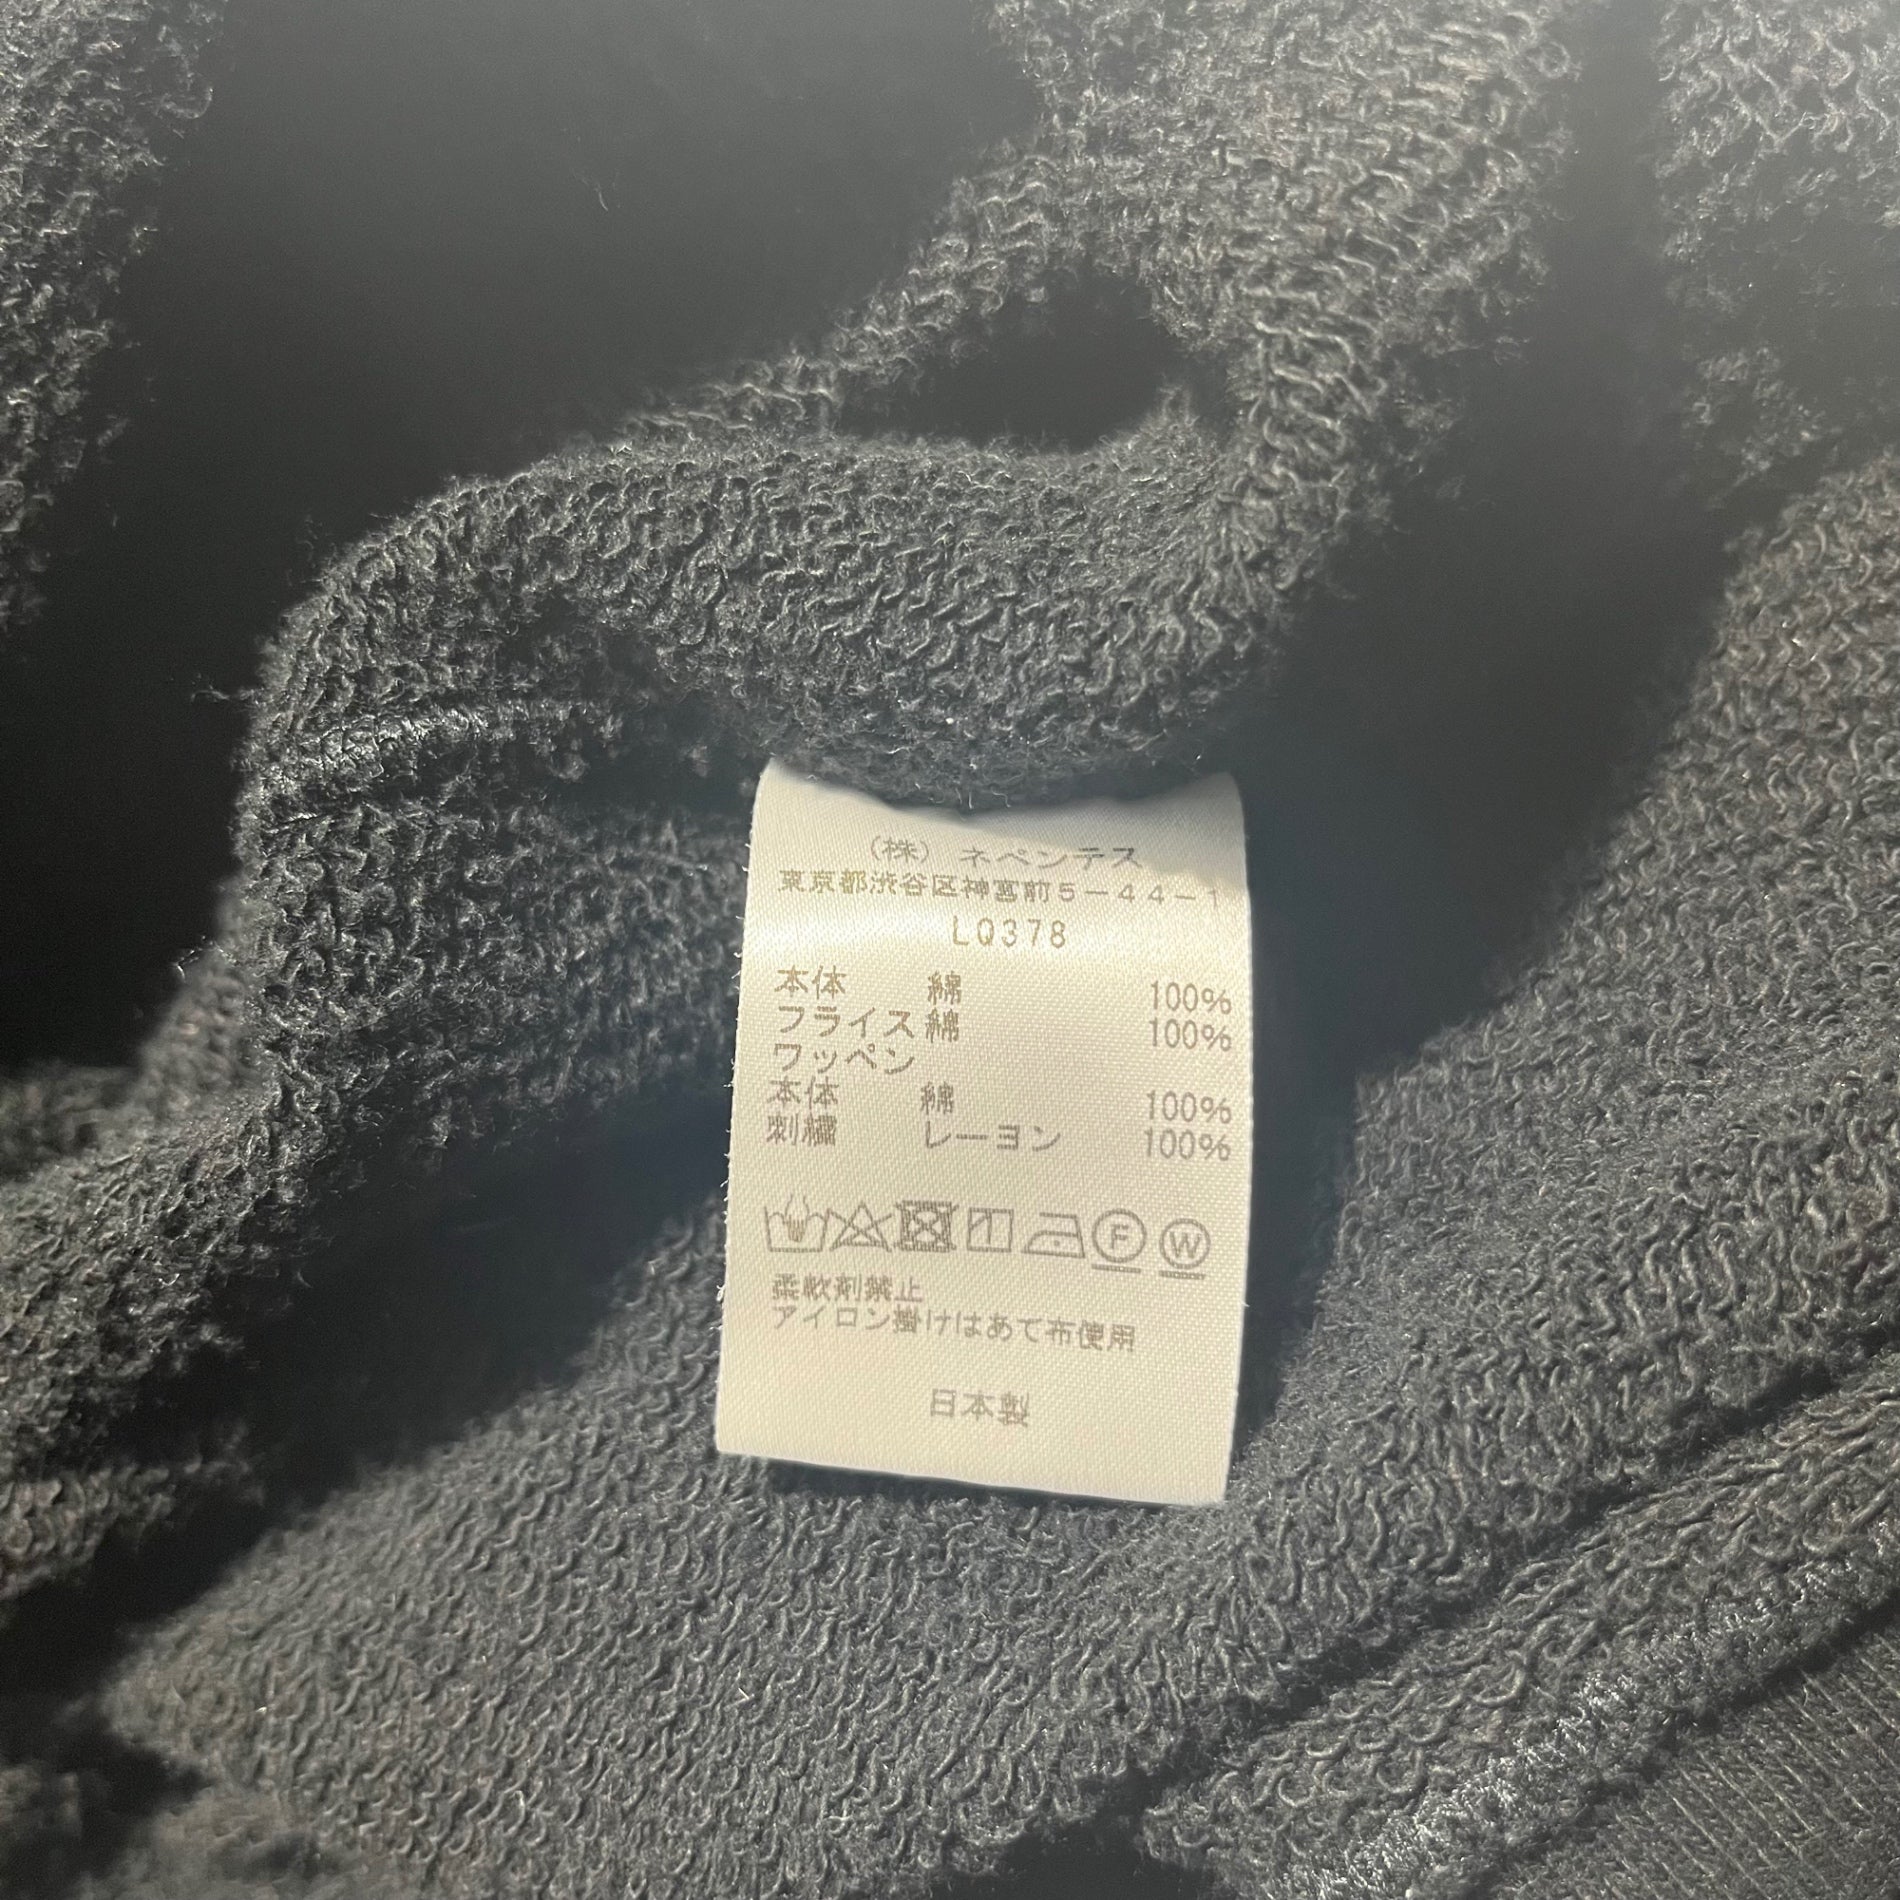 （株）ネペンテス
東京都渋谷区神宮前５－４４－１
LQ378
本体 綿 100%
フライス綿 100%
ワッペン
本体 綿 100%
刺繍 レーヨン 100%
F W
柔軟剤禁止
アイロン掛けはあて布使用
日本製